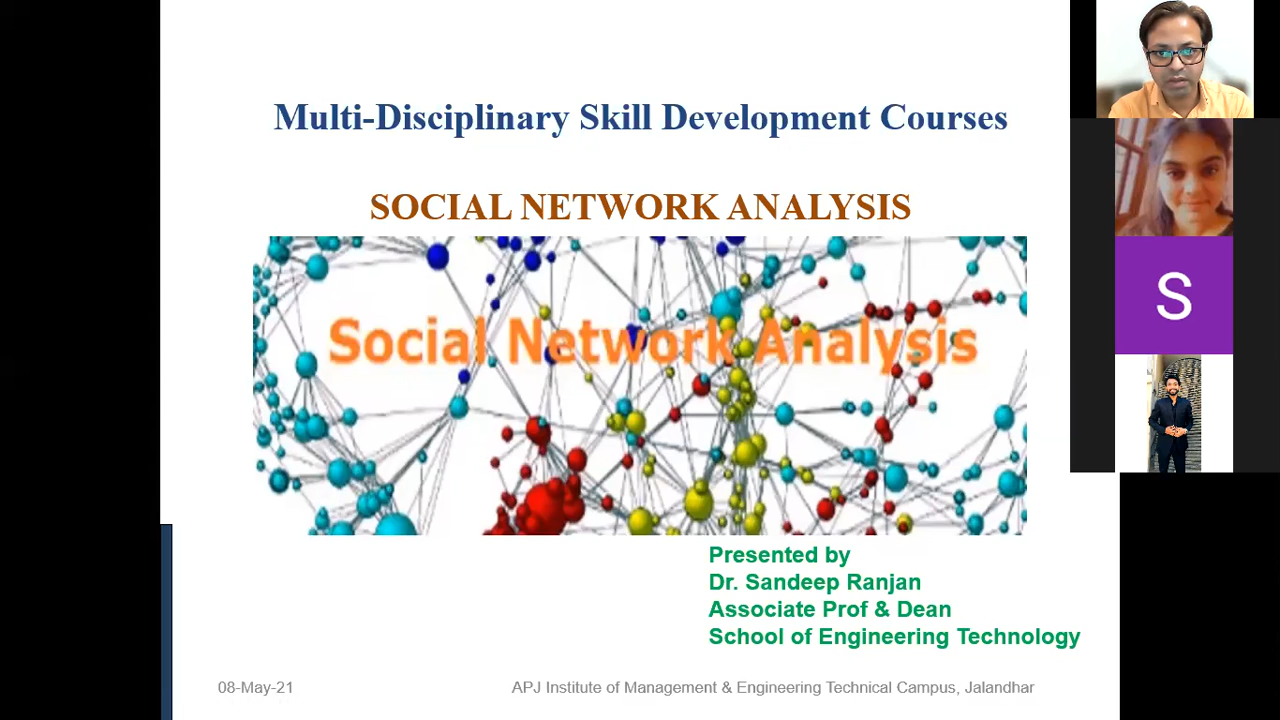 Multi-Disciplinary Skill Development Courses
SOCIAL NETWORK ANALYSIS
Social Network Analysis
Presented by
Dr. Sandeep Ranjan
Associate Prof & Dean
School of Engineering Technology
08-May-21
APJ Institute of Management & Engineering Technical Campus, Jalandhar
S